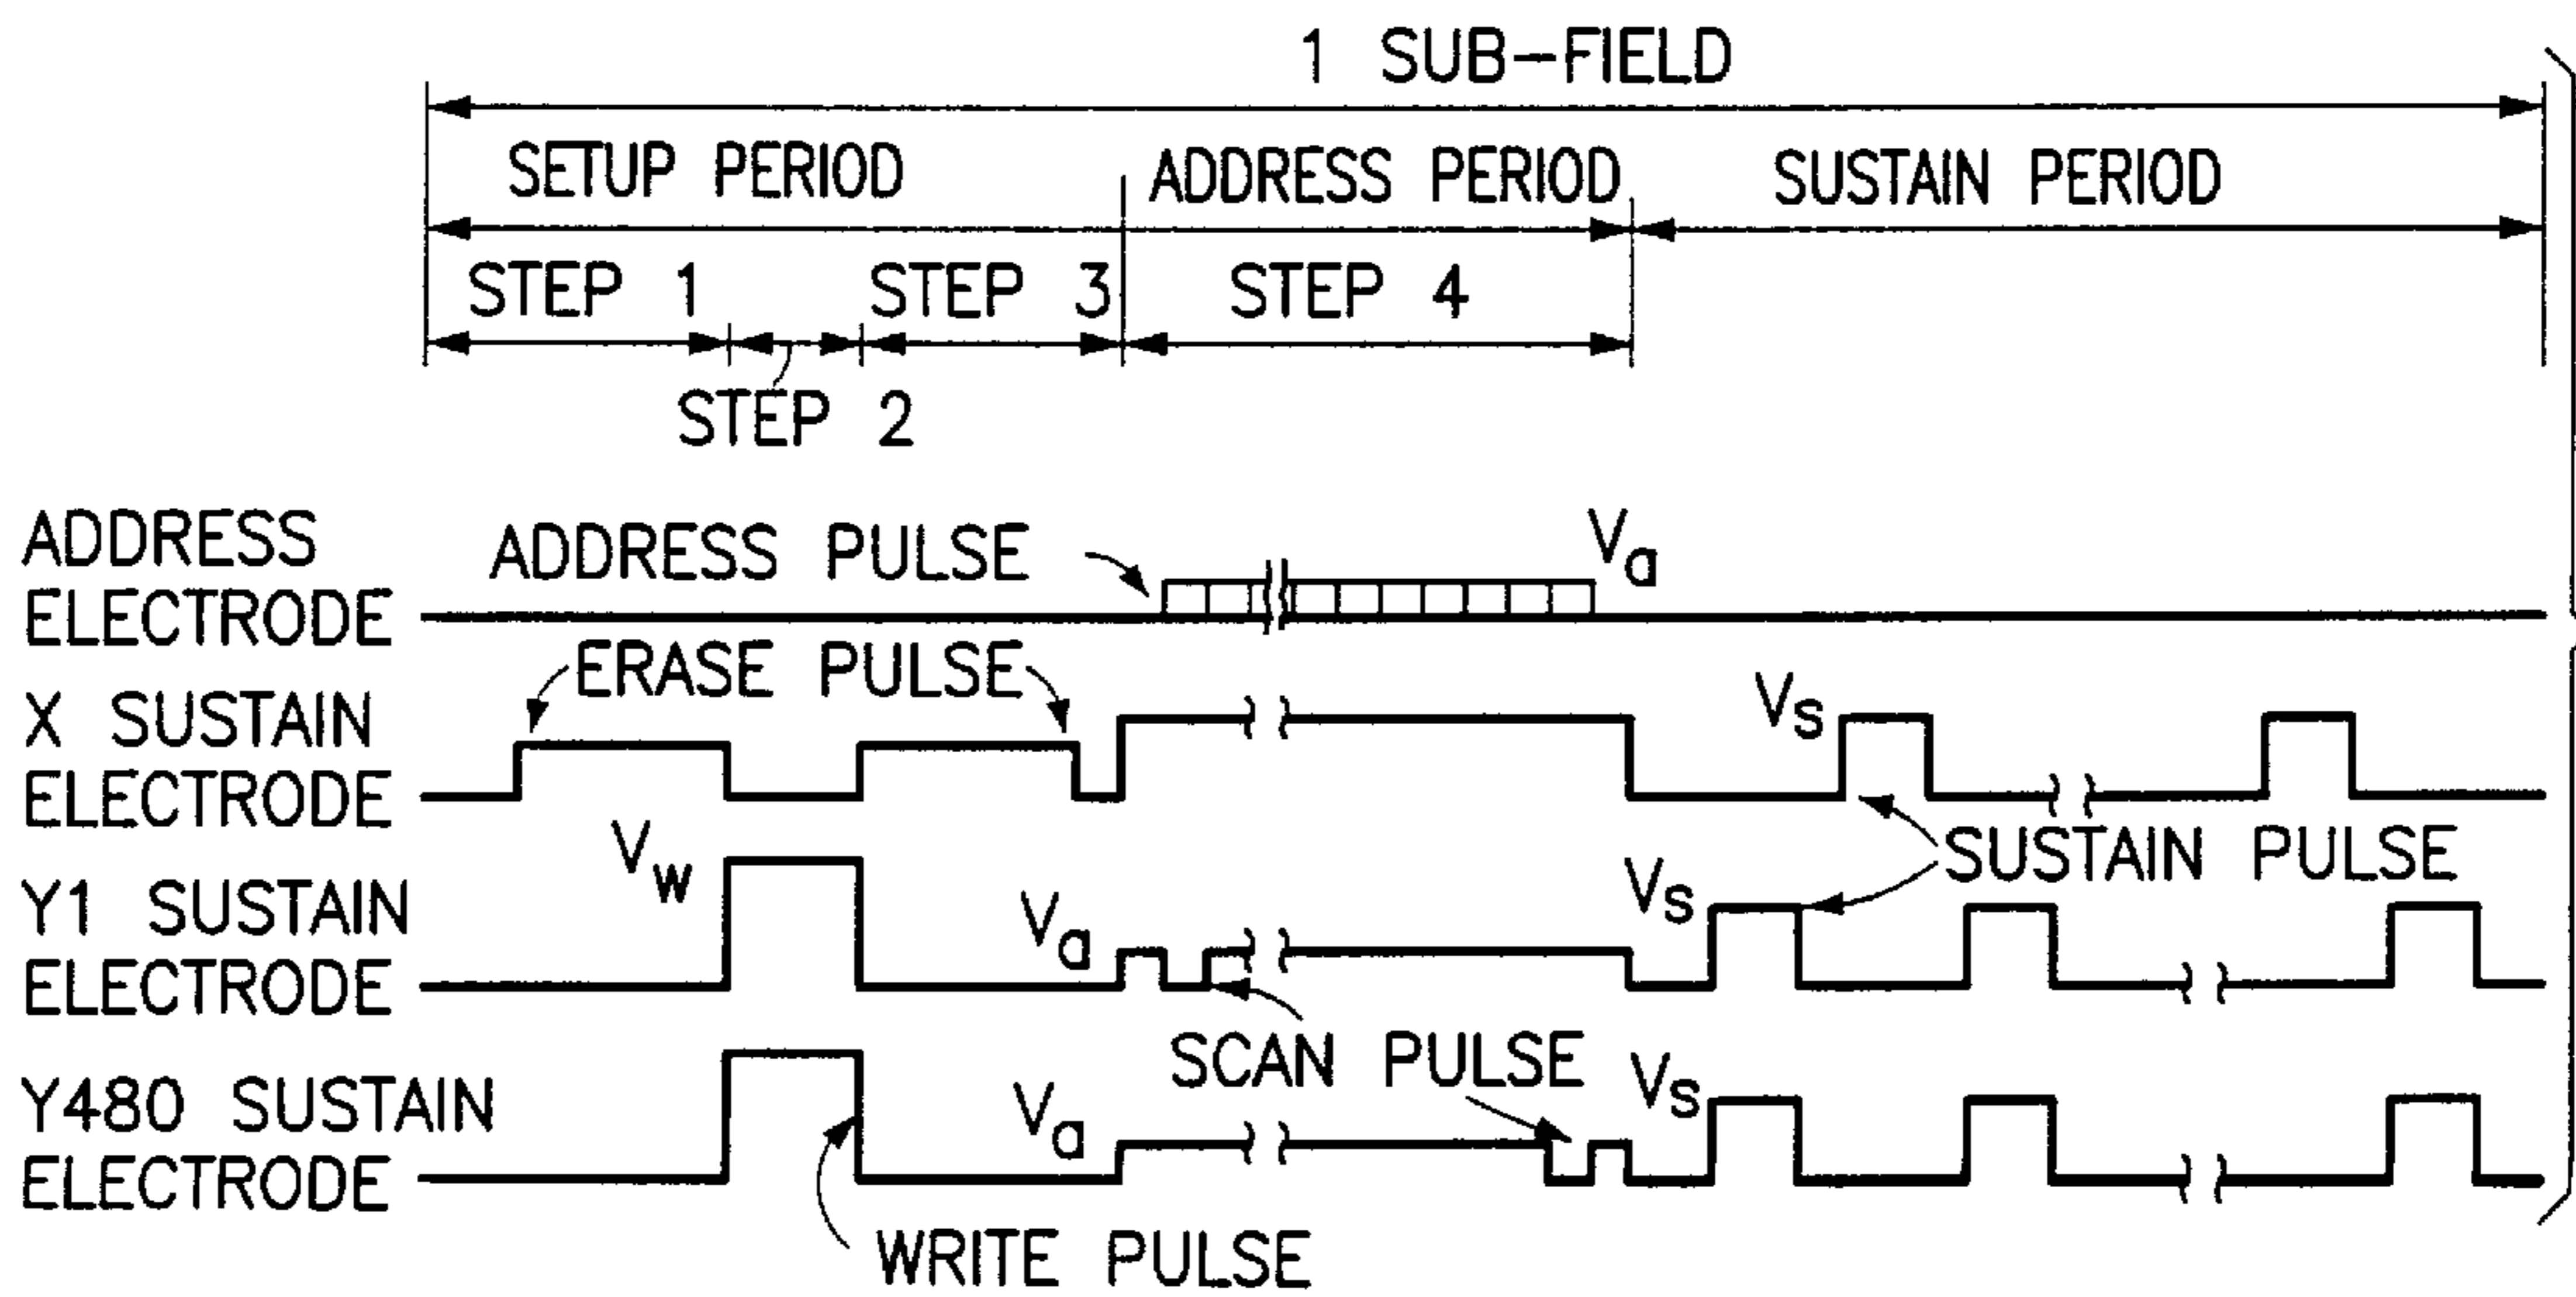 1 SUB-FIELD
SETUP PERIOD
ADDRESS PERIOD
SUSTAIN PERIOD
STEP 1
STEP 3
STEP 4
STEP 2
ADDRESS
ELECTRODE
ADDRESS PULSE
Va
ERASE PULSE
X SUSTAIN
ELECTRODE
Vs
SUSTAIN PULSE
Vw
Y1 SUSTAIN
ELECTRODE
Va
Vs
SCAN PULSE
Y480 SUSTAIN
ELECTRODE
Va
Vs
WRITE PULSE